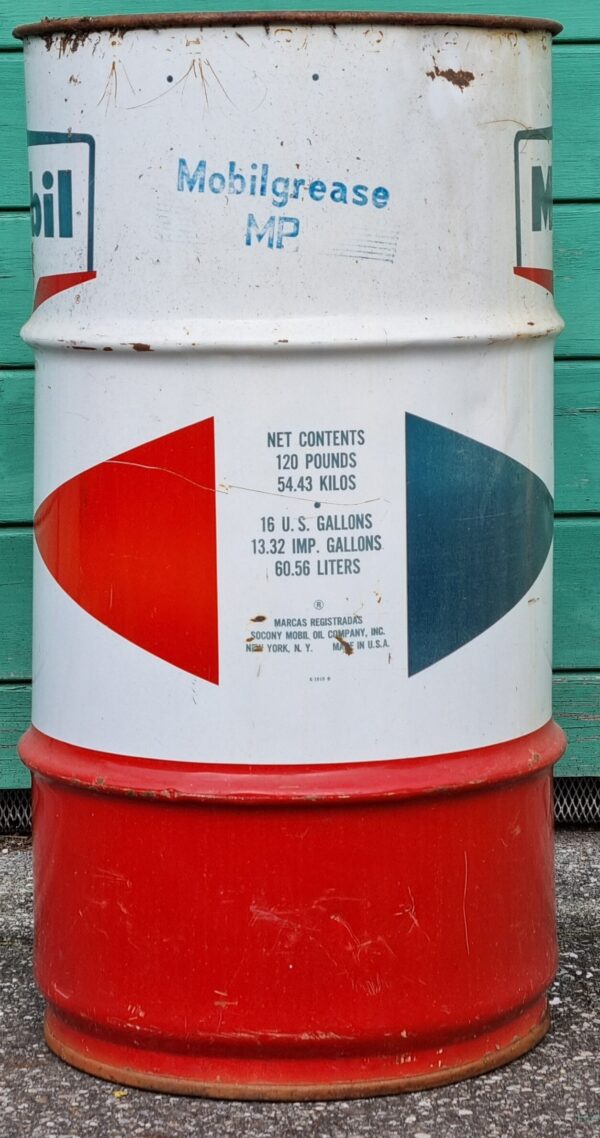 bil
M
Mobilgrease
MP
NET CONTENTS
120 POUNDS
54.43 KILOS
16 U.S. GALLONS
13.32 IMP. GALLONS
60.56 LITERS
®
MARCAS REGISTRADAS
SOCONY MOBIL OIL COMPANY, INC.
NEW YORK, N.Y. MADE IN U.S.A.